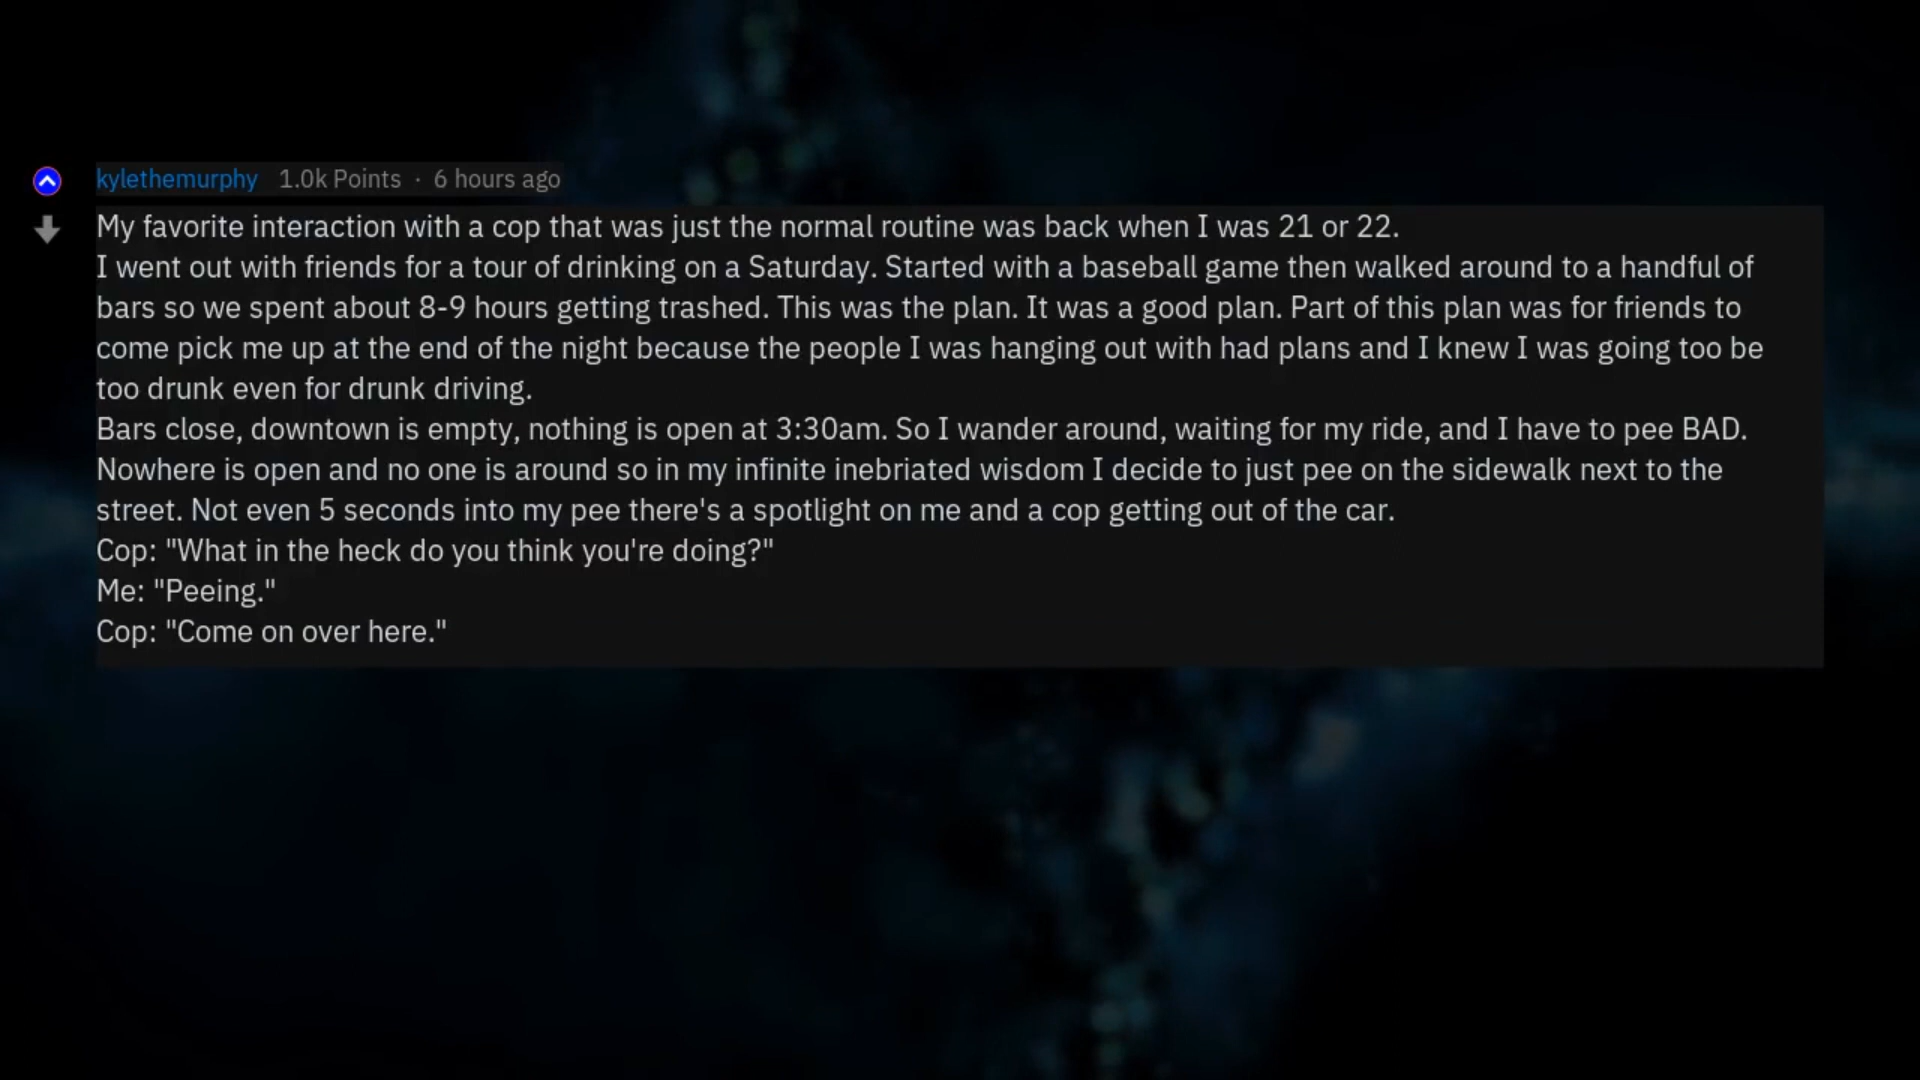 kylethemurphy 1.0k Points · 6 hours ago
My favorite interaction with a cop that was just the normal routine was back when I was 21 or 22.
I went out with friends for a tour of drinking on a Saturday. Started with a baseball game then walked around to a handful of
bars so we spent about 8-9 hours getting trashed. This was the plan. It was a good plan. Part of this plan was for friends to
come pick me up at the end of the night because the people I was hanging out with had plans and I knew I was going too be
too drunk even for drunk driving.
Bars close, downtown is empty, nothing is open at 3:30am. So I wander around, waiting for my ride, and I have to pee BAD.
Nowhere is open and no one is around so in my infinite inebriated wisdom I decide to just pee on the sidewalk next to the
street. Not even 5 seconds into my pee there's a spotlight on me and a cop getting out of the car.
Cop: "What in the heck do you think you're doing?"
Me: "Peeing."
Cop: "Come on over here."